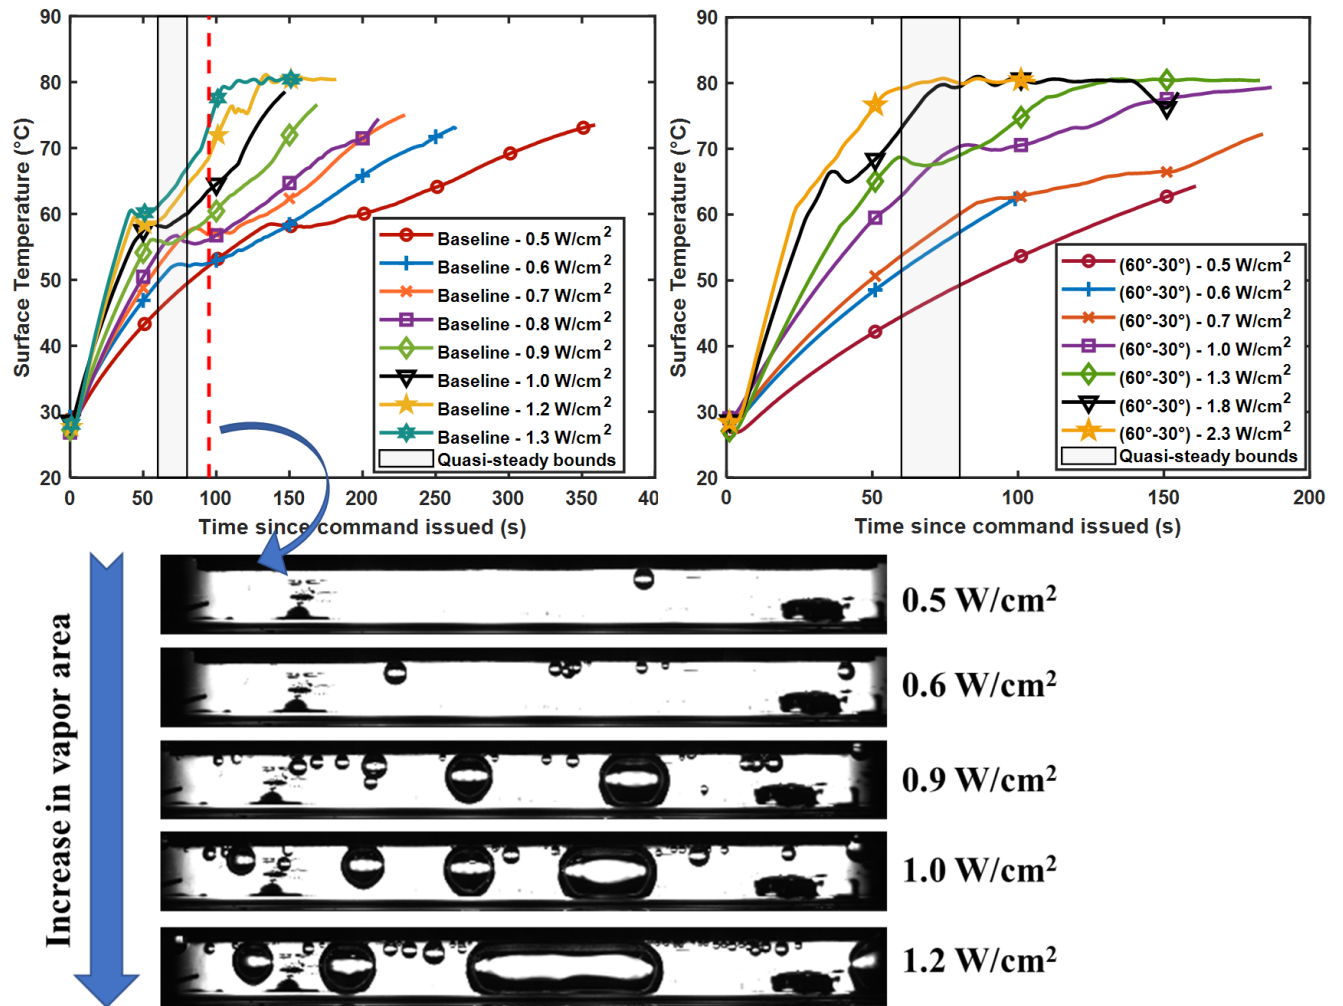 90
80
70
60
50
40
30
20
Surface Temperature (°C)
0
50
100
150
200
250
300
350
40
Time since command issued (s)
Baseline - 0.5 W/cm²
Baseline - 0.6 W/cm²
Baseline - 0.7 W/cm²
Baseline - 0.8 W/cm²
Baseline - 0.9 W/cm²
Baseline - 1.0 W/cm²
Baseline - 1.2 W/cm²
Baseline - 1.3 W/cm²
Quasi-steady bounds
90
80
70
60
50
40
30
20
Surface Temperature (°C)
0
50
100
150
200
Time since command issued (s)
(60°-30°) - 0.5 W/cm²
(60°-30°) - 0.6 W/cm²
(60°-30°) - 0.7 W/cm²
(60°-30°) - 1.0 W/cm²
(60°-30°) - 1.3 W/cm²
(60°-30°) - 1.8 W/cm²
(60°-30°) - 2.3 W/cm²
Quasi-steady bounds
Increase in vapor area
0.5 W/cm²
0.6 W/cm²
0.9 W/cm²
1.0 W/cm²
1.2 W/cm²